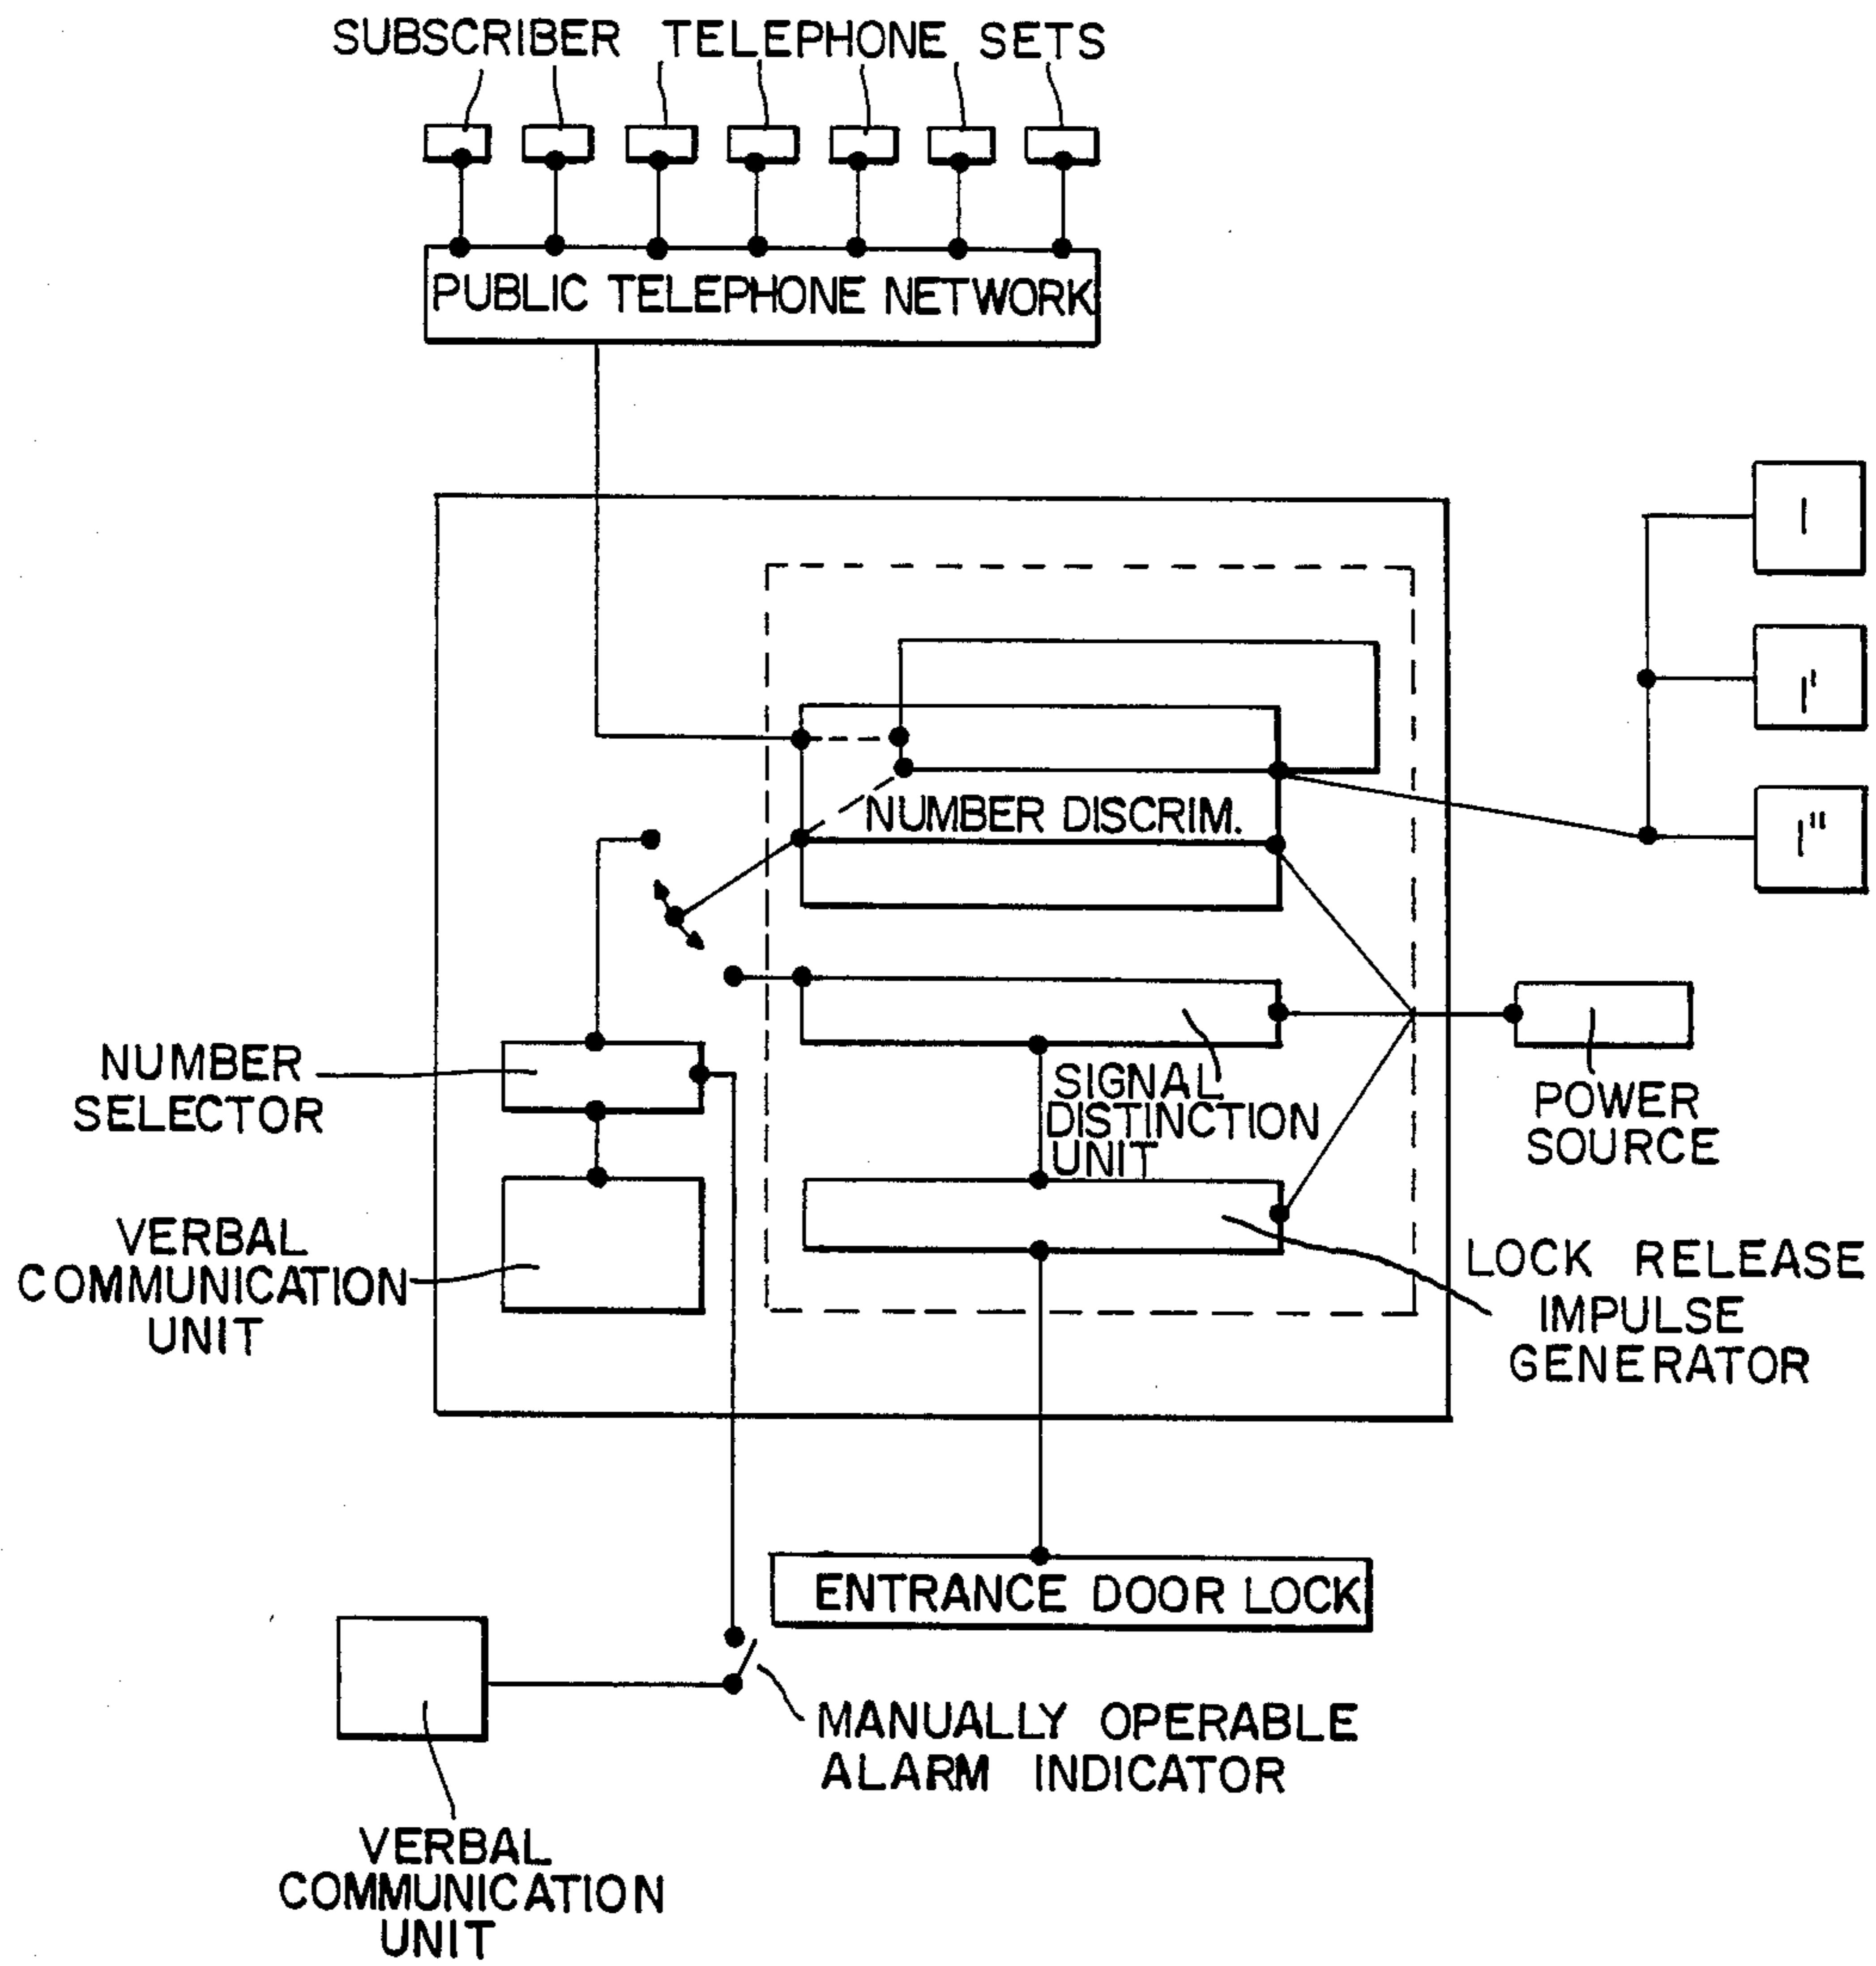 SUBSCRIBER TELEPHONE SETS
PUBLIC TELEPHONE NETWORK
I
I'
I"
NUMBER DISCRIM.
SIGNAL
DISTINCTION
UNIT
NUMBER
SELECTOR
POWER
SOURCE
VERBAL
COMMUNICATION
UNIT
LOCK RELEASE
IMPULSE
GENERATOR
ENTRANCE DOOR LOCK
MANUALLY OPERABLE
ALARM INDICATOR
VERBAL
COMMUNICATION
UNIT